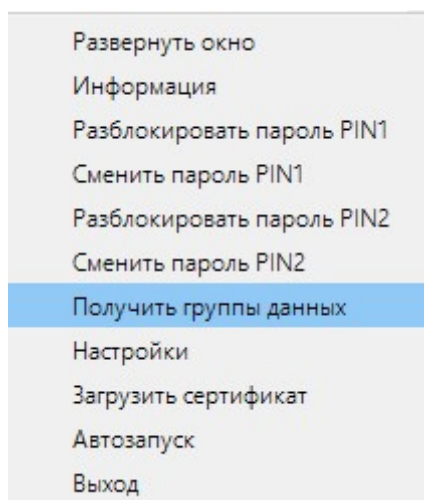 Развернуть окно
Информация
Разблокировать пароль PIN1
Сменить пароль PIN1
Разблокировать пароль PIN2
Сменить пароль PIN2
Получить группы данных
Настройки
Загрузить сертификат
Автозапуск
Выход